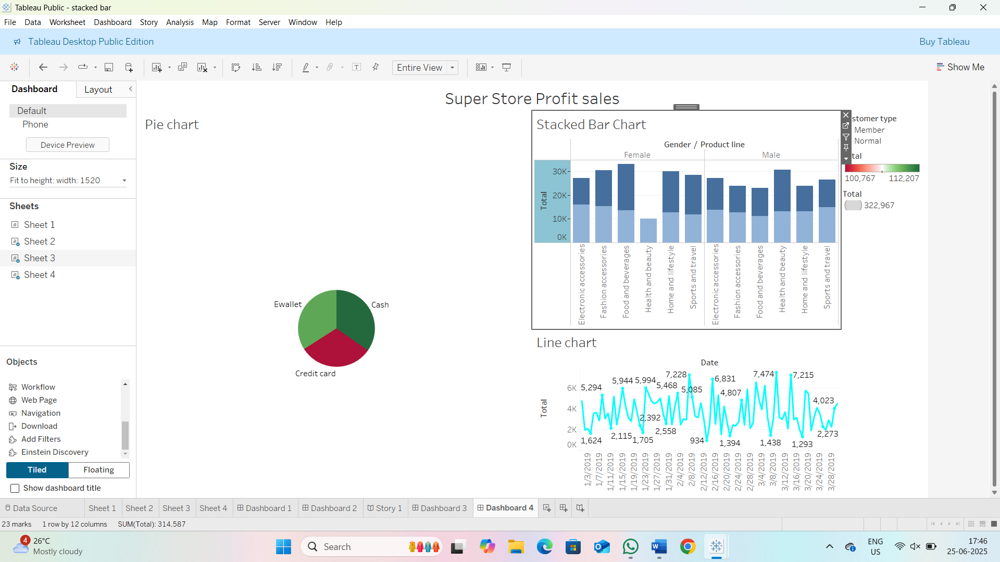 Tableau Public - stacked bar
File Data Worksheet Dashboard Story Analysis Map Format Server Window Help
Tableau Desktop Public Edition
Buy Tableau
Entire View
Show Me
Dashboard
Layout
Default
Phone
Device Preview
Size
Fit to height: width: 1520
Sheets
Sheet 1
Sheet 2
Sheet 3
Sheet 4
Objects
Workflow
Web Page
Navigation
Download
Add Filters
Einstein Discovery
Tiled
Floating
Show dashboard title
Super Store Profit sales
Pie chart
Ewallet
Cash
Credit card
Stacked Bar Chart
Gender / Product line
Female
Male
Total
30K
20K
10K
0K
Electronic accessories
Fashion accessories
Food and beverages
Health and beauty
Home and lifestyle
Sports and travel
Electronic accessories
Fashion accessories
Food and beverages
Health and beauty
Home and lifestyle
Sports and travel
stomer type
Member
Normal
tal
100,767
112,207
Total
322,967
Line chart
Date
Total
6K
4K
2K
0K
5,294
5,944
5,994
5,468
7,228
5,085
6,831
4,807
7,474
7,215
4,023
1,624
2,115
1,705
2,392
2,558
934
1,394
1,438
1,293
2,273
1/3/2019
1/7/2019
1/11/2019
1/15/2019
1/19/2019
1/23/2019
1/27/2019
1/31/2019
2/4/2019
2/8/2019
2/12/2019
2/16/2019
2/20/2019
2/24/2019
2/28/2019
3/4/2019
3/8/2019
3/12/2019
3/16/2019
3/20/2019
3/24/2019
3/28/2019
Data Source
Sheet 1
Sheet 2
Sheet 3
Sheet 4
Dashboard 1
Dashboard 2
Story 1
Dashboard 3
Dashboard 4
23 marks
1 row by 12 columns
SUM(Total): 314,587
4
26°C
Mostly cloudy
Search
ENG
US
17:46
25-06-2025